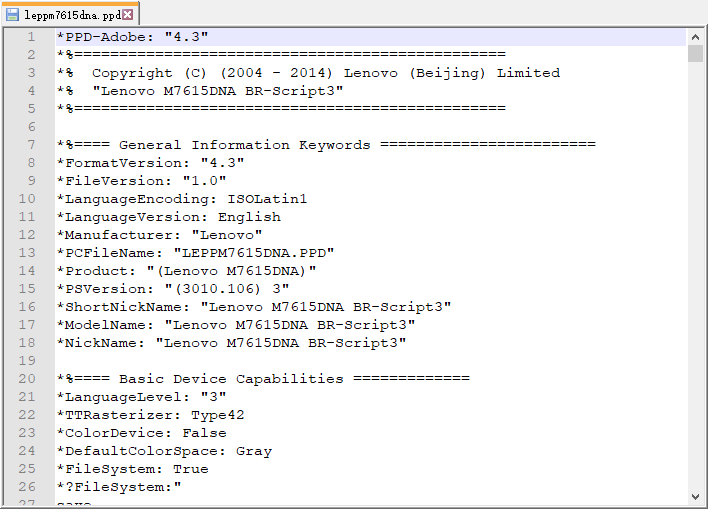 leppm7615dna.ppd
1 *PPD-Adobe: "4.3"
2 *%================================================
3 *%  Copyright (C) (2004 - 2014) Lenovo (Beijing) Limited
4 *%  "Lenovo M7615DNA BR-Script3"
5 *%================================================
6
7 *%==== General Information Keywords ========================
8 *FormatVersion: "4.3"
9 *FileVersion: "1.0"
10 *LanguageEncoding: ISOLatin1
11 *LanguageVersion: English
12 *Manufacturer: "Lenovo"
13 *PCFileName: "LEPPM7615DNA.PPD"
14 *Product: "(Lenovo M7615DNA)"
15 *PSVersion: "(3010.106) 3"
16 *ShortNickName: "Lenovo M7615DNA BR-Script3"
17 *ModelName: "Lenovo M7615DNA BR-Script3"
18 *NickName: "Lenovo M7615DNA BR-Script3"
19
20 *%==== Basic Device Capabilities =============
21 *LanguageLevel: "3"
22 *TTRasterizer: Type42
23 *ColorDevice: False
24 *DefaultColorSpace: Gray
25 *FileSystem: True
26 *?FileSystem:"